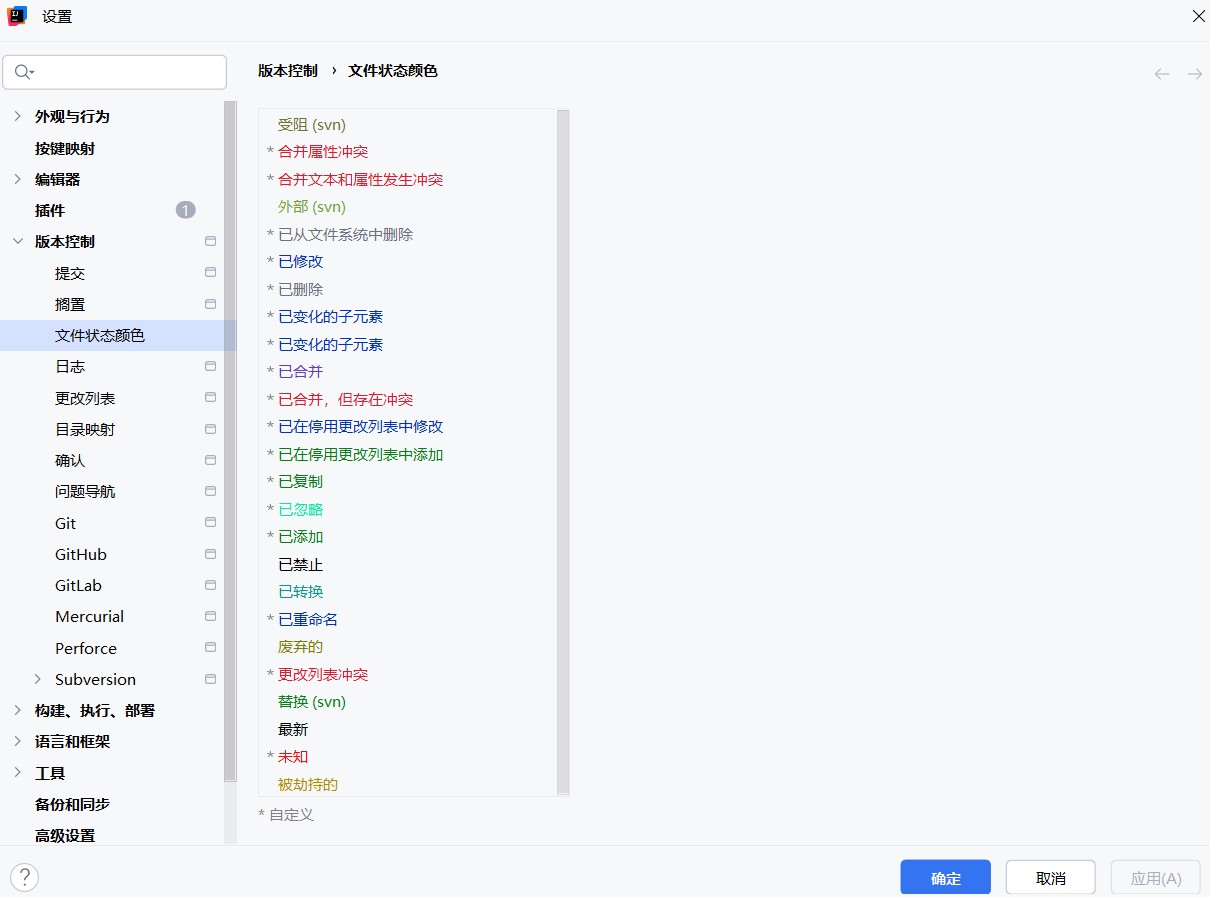 设置
版本控制 › 文件状态颜色
外观与行为
按键映射
编辑器
插件 1
版本控制
提交
搁置
文件状态颜色
日志
更改列表
目录映射
确认
问题导航
Git
GitHub
GitLab
Mercurial
Perforce
Subversion
构建、执行、部署
语言和框架
工具
备份和同步
高级设置
受阻 (svn)
* 合并属性冲突
* 合并文本和属性发生冲突
外部 (svn)
* 已从文件系统中删除
* 已修改
* 已删除
* 已变化的子元素
* 已变化的子元素
* 已合并
* 已合并，但存在冲突
* 已在停用更改列表中修改
* 已在停用更改列表中添加
* 已复制
* 已忽略
* 已添加
已禁止
已转换
* 已重命名
废弃的
* 更改列表冲突
替换 (svn)
最新
* 未知
被劫持的
* 自定义
?
确定
取消
应用(A)